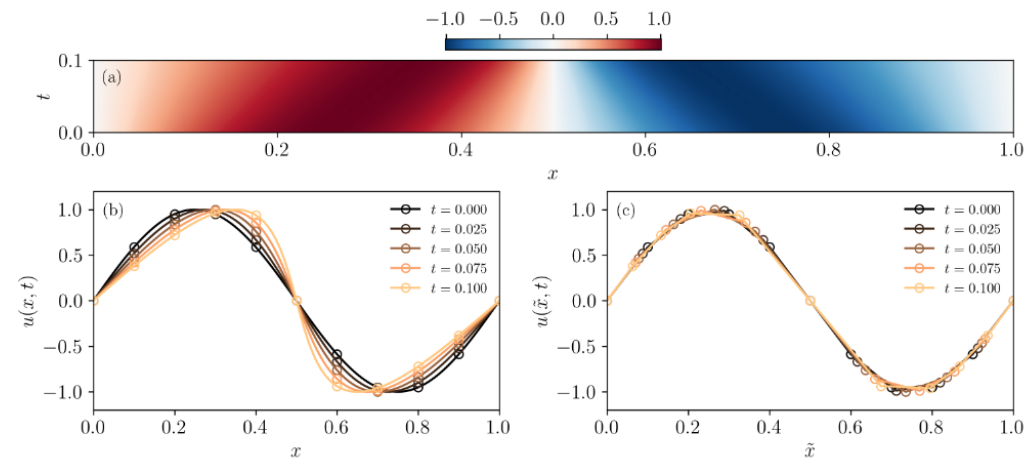 −1.0 −0.5 0.0 0.5 1.0
0.1
(a)
t
0.0
0.0 0.2 0.4 0.6 0.8 1.0
x
(b)
1.0
0.5
0.0
−0.5
−1.0
u(x, t)
t = 0.000
t = 0.025
t = 0.050
t = 0.075
t = 0.100
0.0 0.2 0.4 0.6 0.8 1.0
x
(c)
1.0
0.5
0.0
−0.5
−1.0
u(x̃, t)
t = 0.000
t = 0.025
t = 0.050
t = 0.075
t = 0.100
0.0 0.2 0.4 0.6 0.8 1.0
x̃